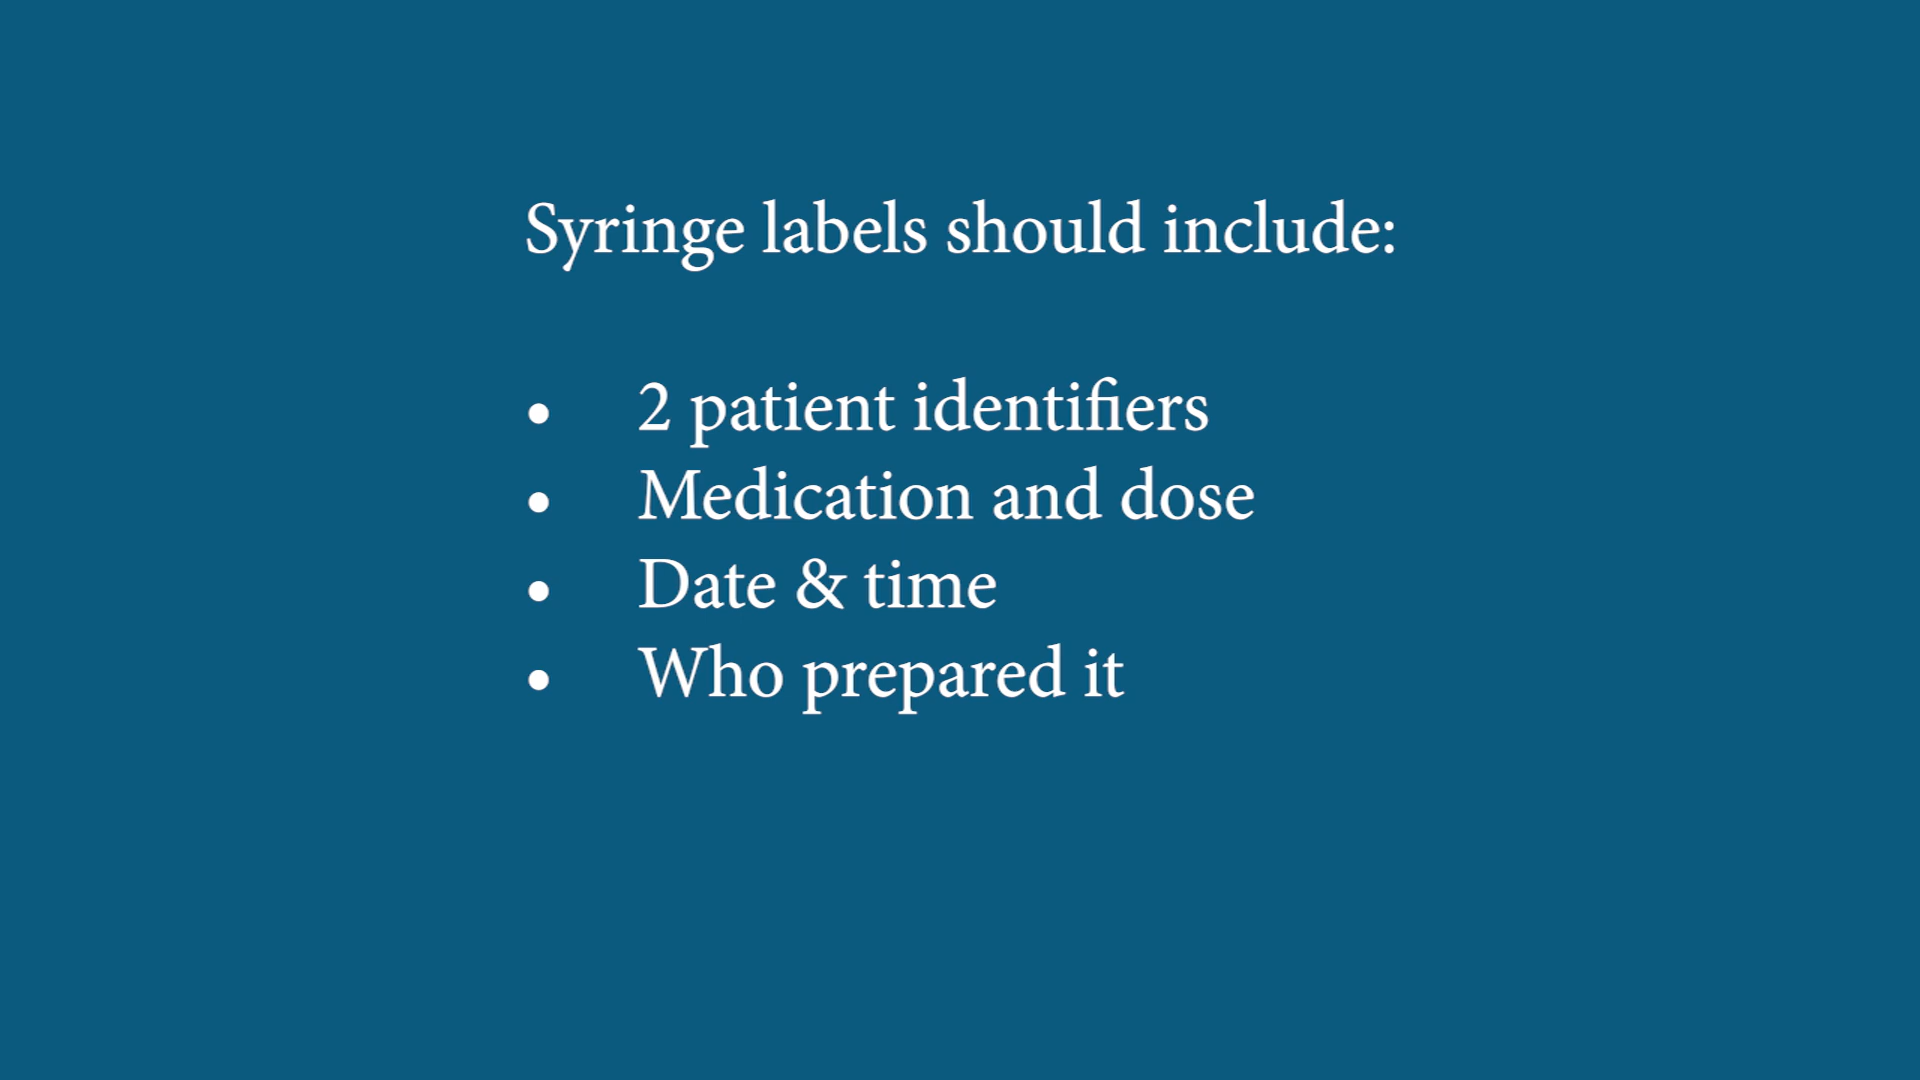 Syringe labels should include:
• 2 patient identifiers
• Medication and dose
• Date & time
• Who prepared it